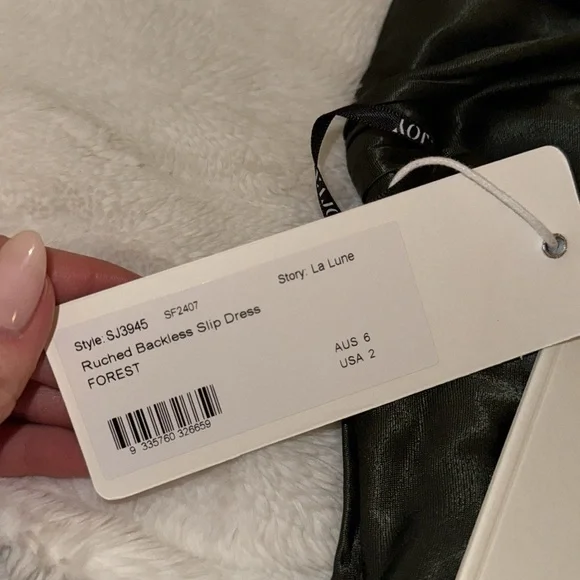 Style: SJ3945 SF2407 Story: La Lune
Ruched Backless Slip Dress
FOREST
AUS 6
USA 2
9 335760 326659